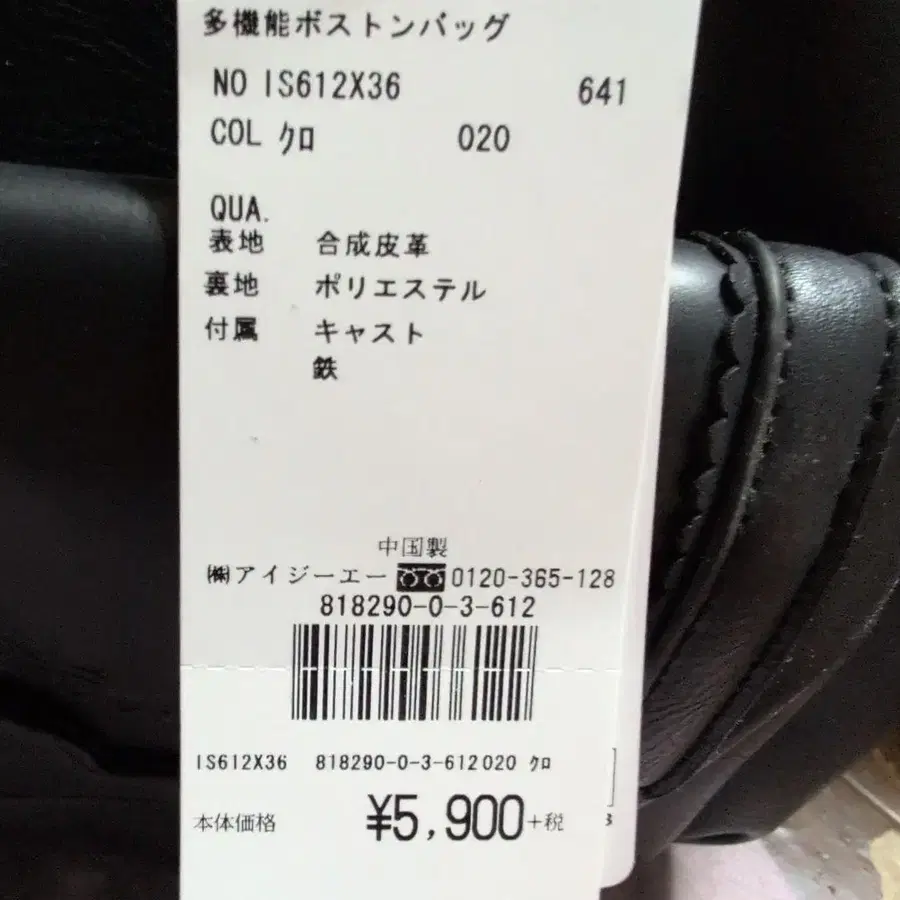 多機能ボストンバッグ
NO IS612X36 641
COL ｸﾛ 020
QUA.
表地 合成皮革
裏地 ポリエステル
付属 キャスト
鉄
中国製
㈱アイジーエー 0120-365-128
818290-0-3-612
IS612X36 818290-0-3-612020 ｸﾛ
本体価格 ¥5,900+税